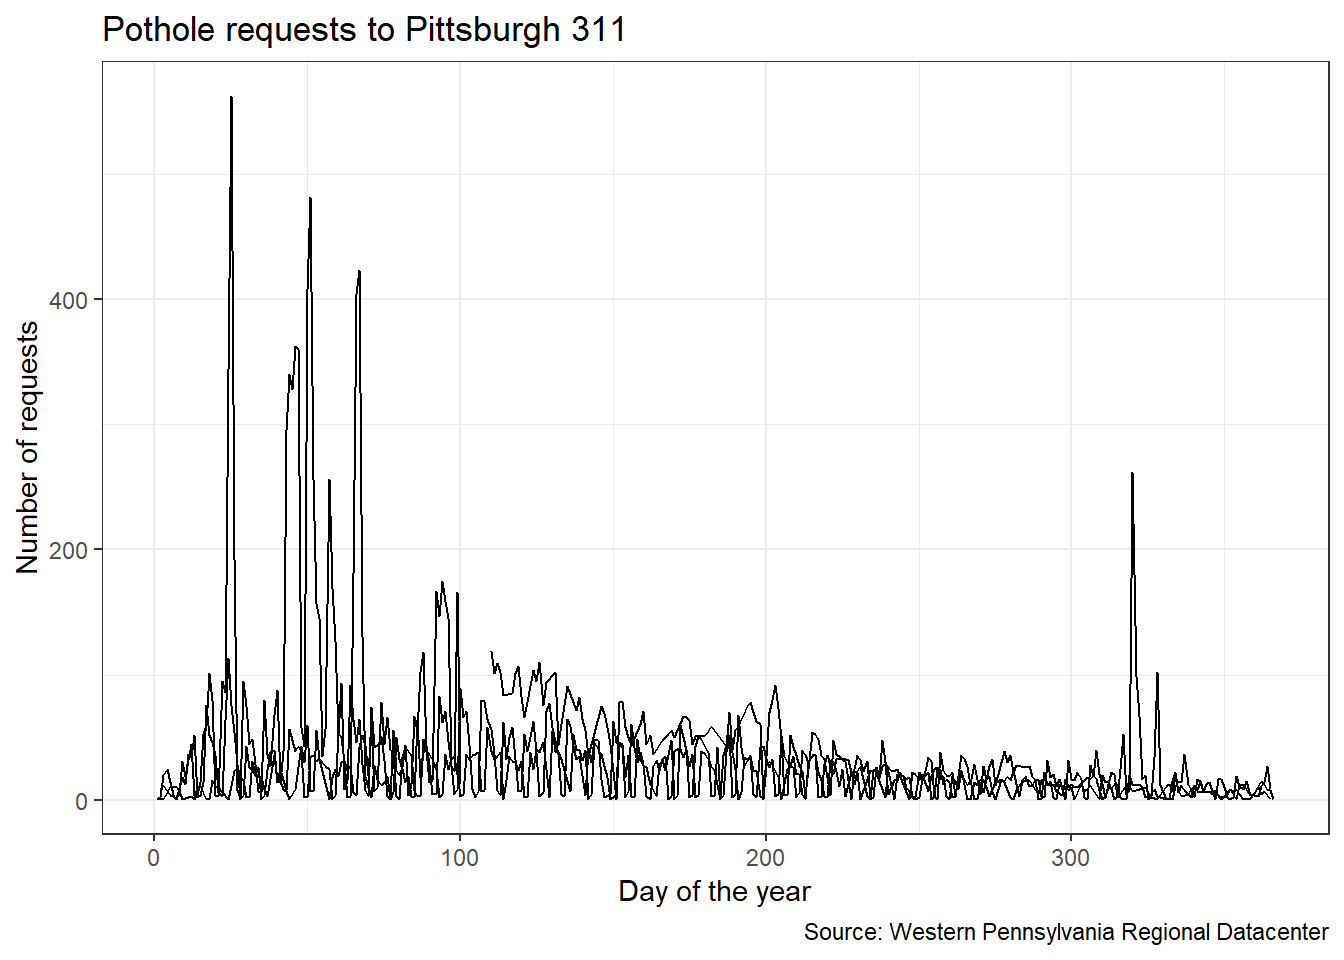 Pothole requests to Pittsburgh 311
Number of requests
400
200
0
0
100
200
300
Day of the year
Source: Western Pennsylvania Regional Datacenter